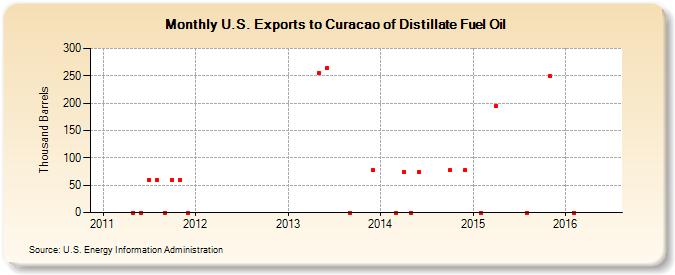 Monthly U.S. Exports to Curacao of Distillate Fuel Oil
Thousand Barrels
300
250
200
150
100
50
0
2011 2012 2013 2014 2015 2016
Source: U.S. Energy Information Administration